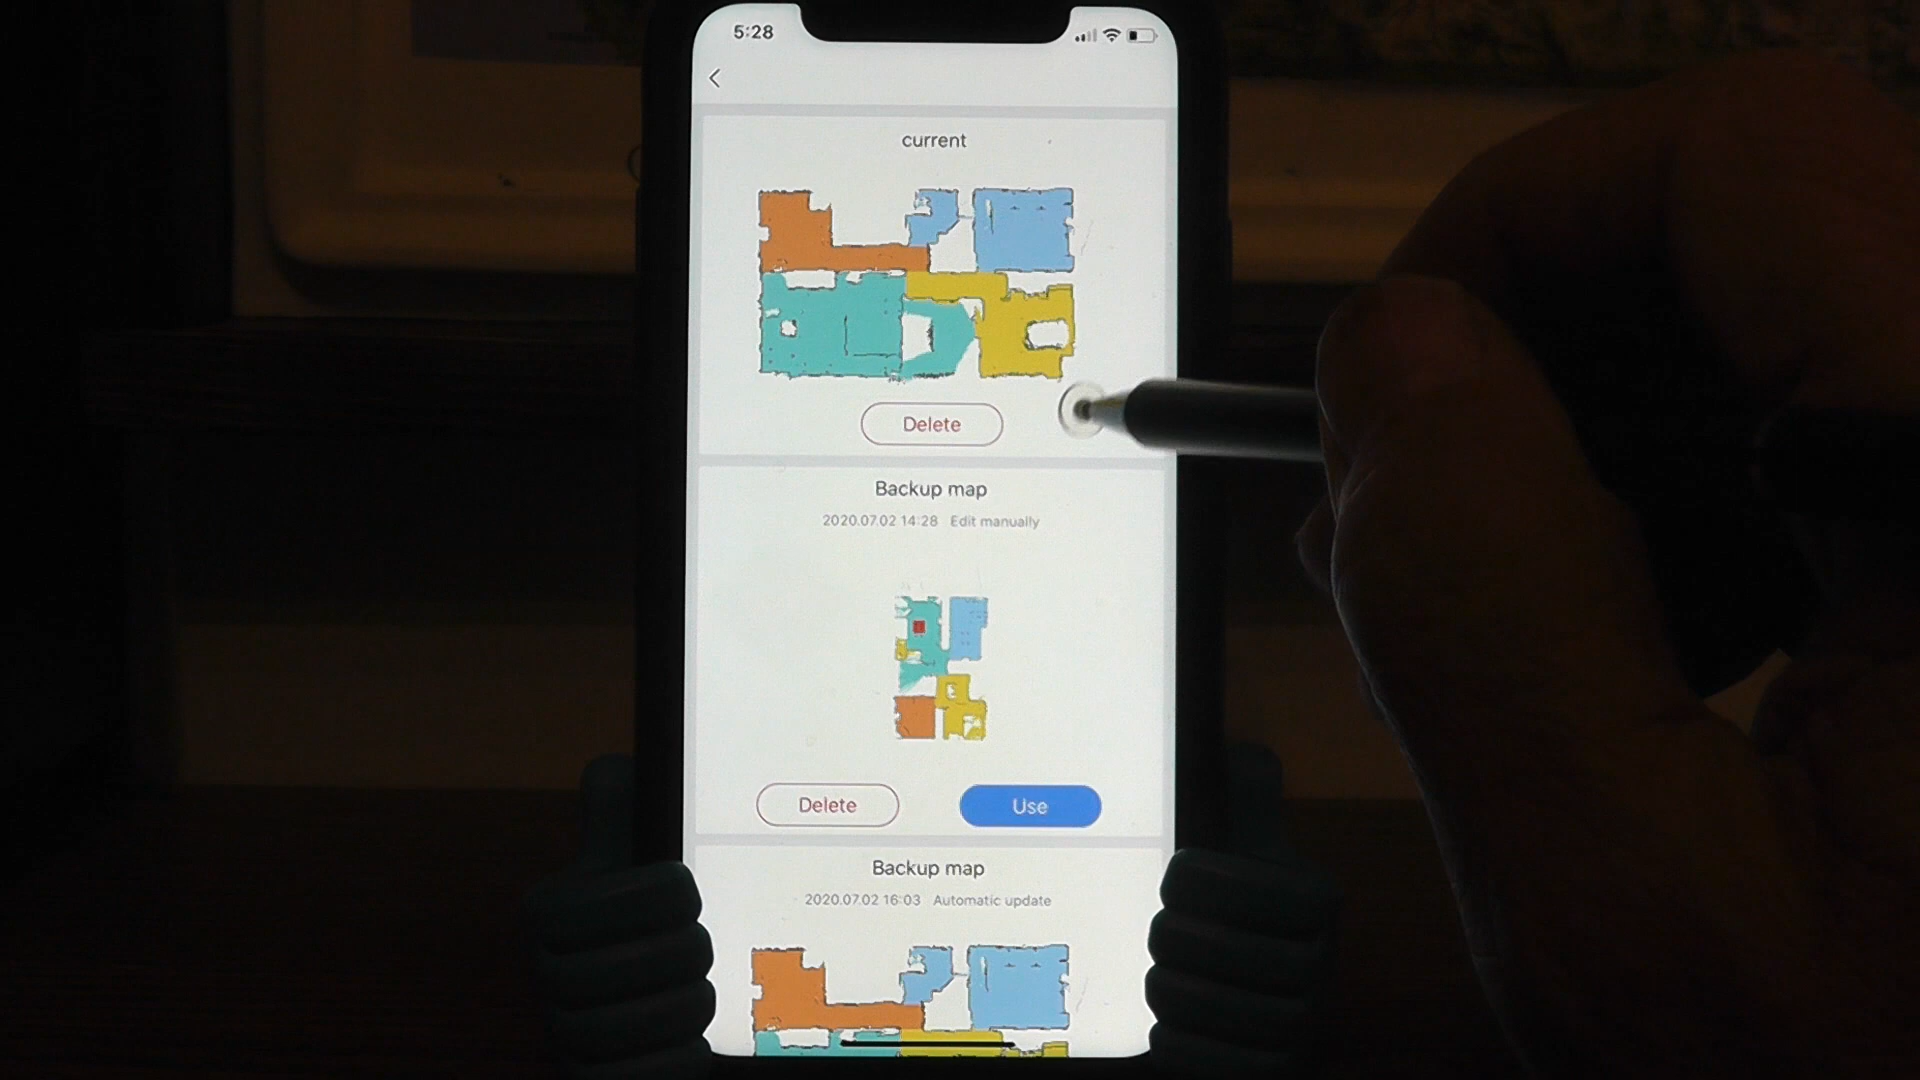 5:28
current
Delete
Backup map
2020.07.02 14:28 Edit manually
Delete Use
Backup map
2020.07.02 16:03 Automatic update